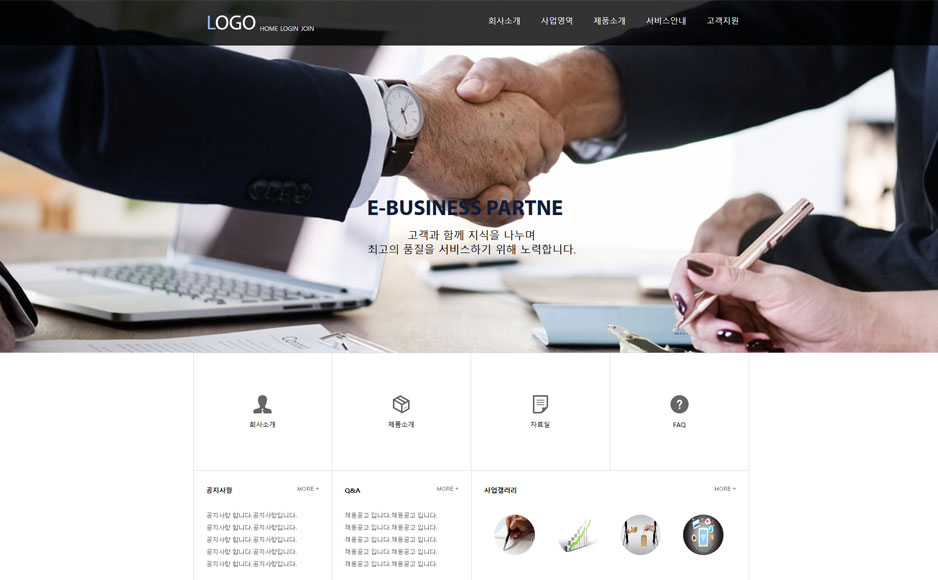 LOGO HOME LOGIN JOIN
회사소개 사업영역 제품소개 서비스안내 고객지원
E-BUSINESS PARTNE
고객과 함께 지식을 나누며
최고의 품질을 서비스하기 위해 노력합니다.
회사소개
제품소개
자료실
FAQ
공지사항 MORE +
공지사항 합니다.공지사항입니다.
공지사항 합니다.공지사항입니다.
공지사항 합니다.공지사항입니다.
공지사항 합니다.공지사항입니다.
공지사항 합니다.공지사항입니다.
Q&A MORE +
채용공고 입니다.채용공고 입니다.
채용공고 입니다.채용공고 입니다.
채용공고 입니다.채용공고 입니다.
채용공고 입니다.채용공고 입니다.
채용공고 입니다.채용공고 입니다.
사업갤러리 MORE +